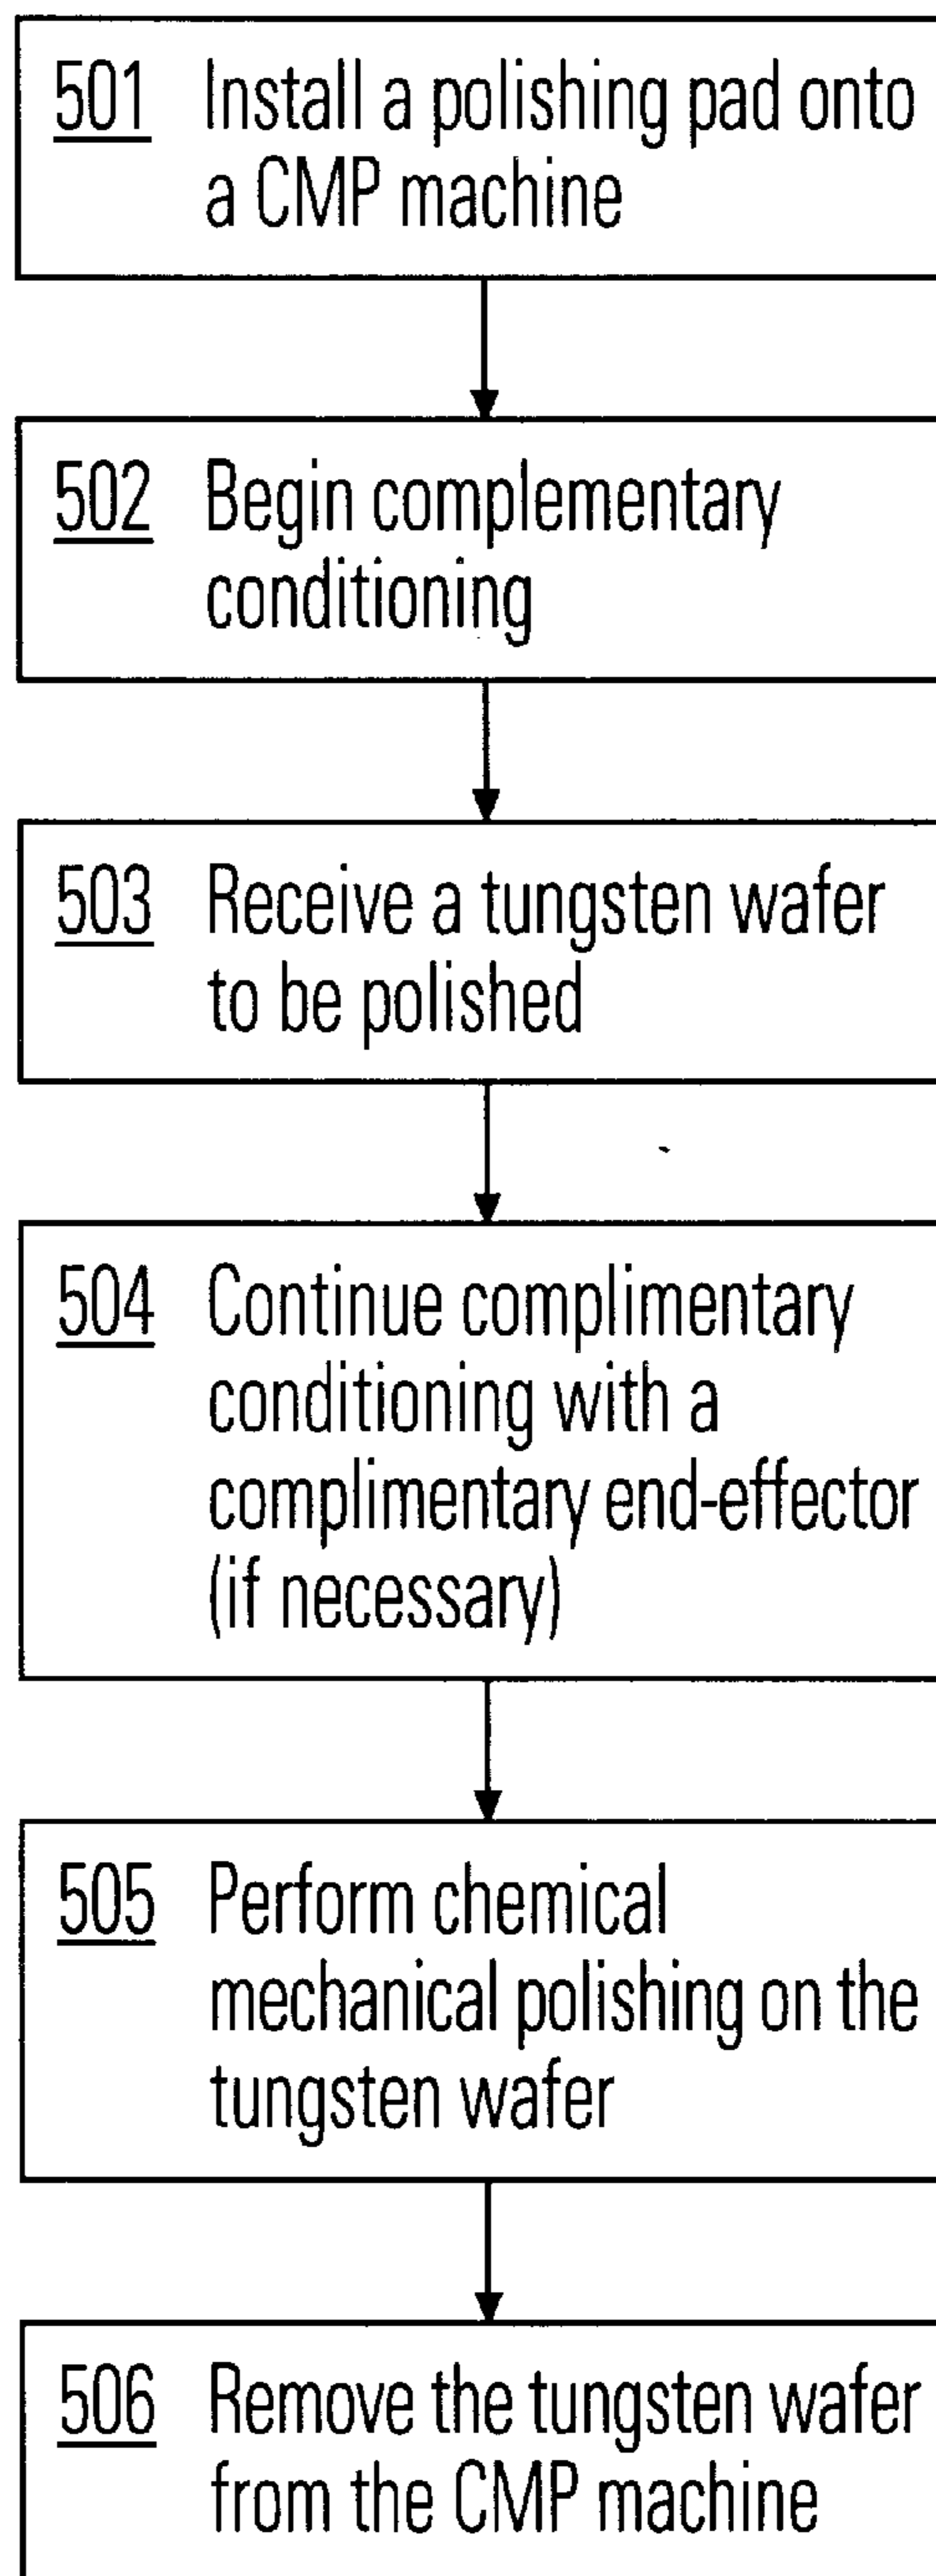 501 Install a polishing pad onto
a CMP machine
502 Begin complementary
conditioning
503 Receive a tungsten wafer
to be polished
504 Continue complimentary
conditioning with a
complimentary end-effector
(if necessary)
505 Perform chemical
mechanical polishing on the
tungsten wafer
506 Remove the tungsten wafer
from the CMP machine